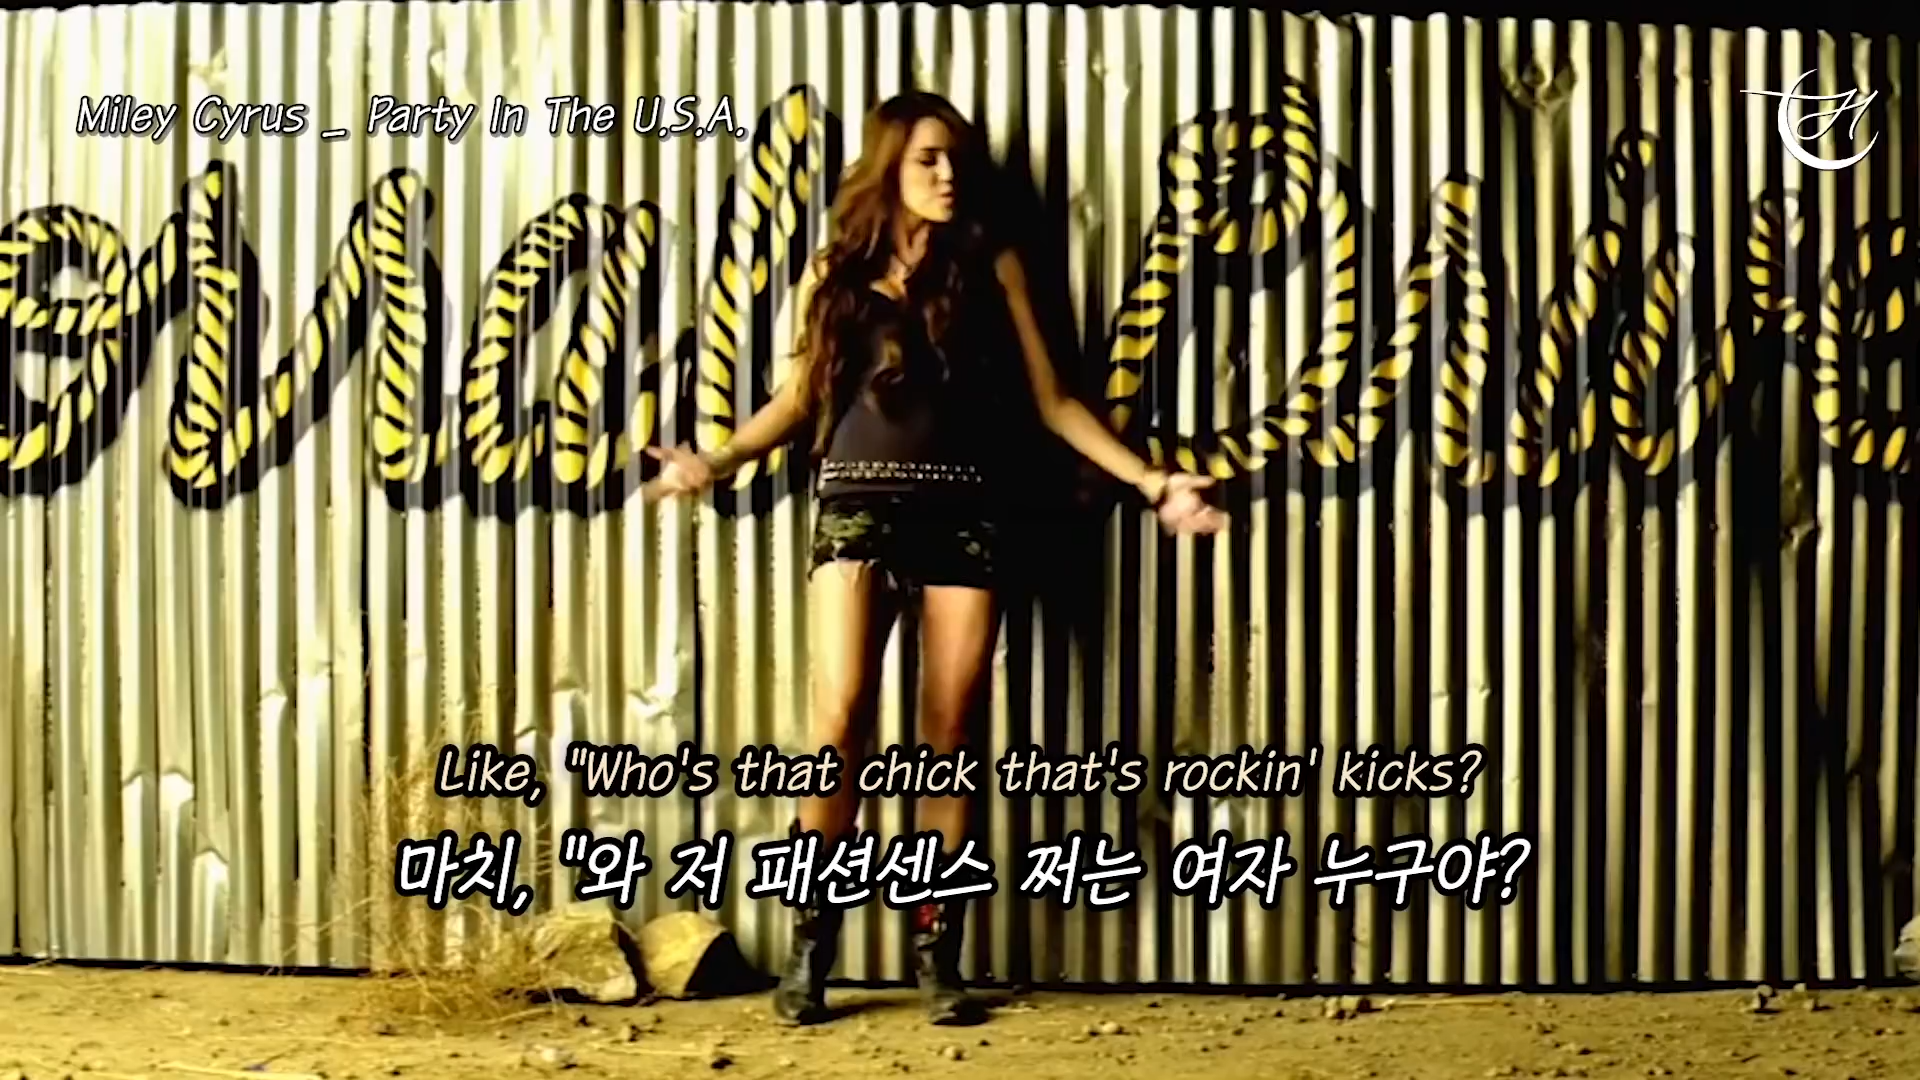 Miley Cyrus _ Party In The U.S.A.
Like, "Who's that chick that's rockin' kicks?
마치, "와 저 패션센스 쩌는 여자 누구야?